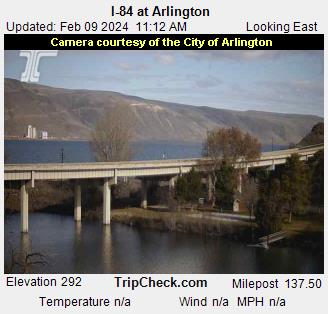 I-84 at Arlington
Updated: Feb 09 2024 11:12 AM Looking East
Camera courtesy of the City of Arlington
Elevation 292 TripCheck.com Milepost 137.50
Temperature n/a Wind n/a MPH n/a